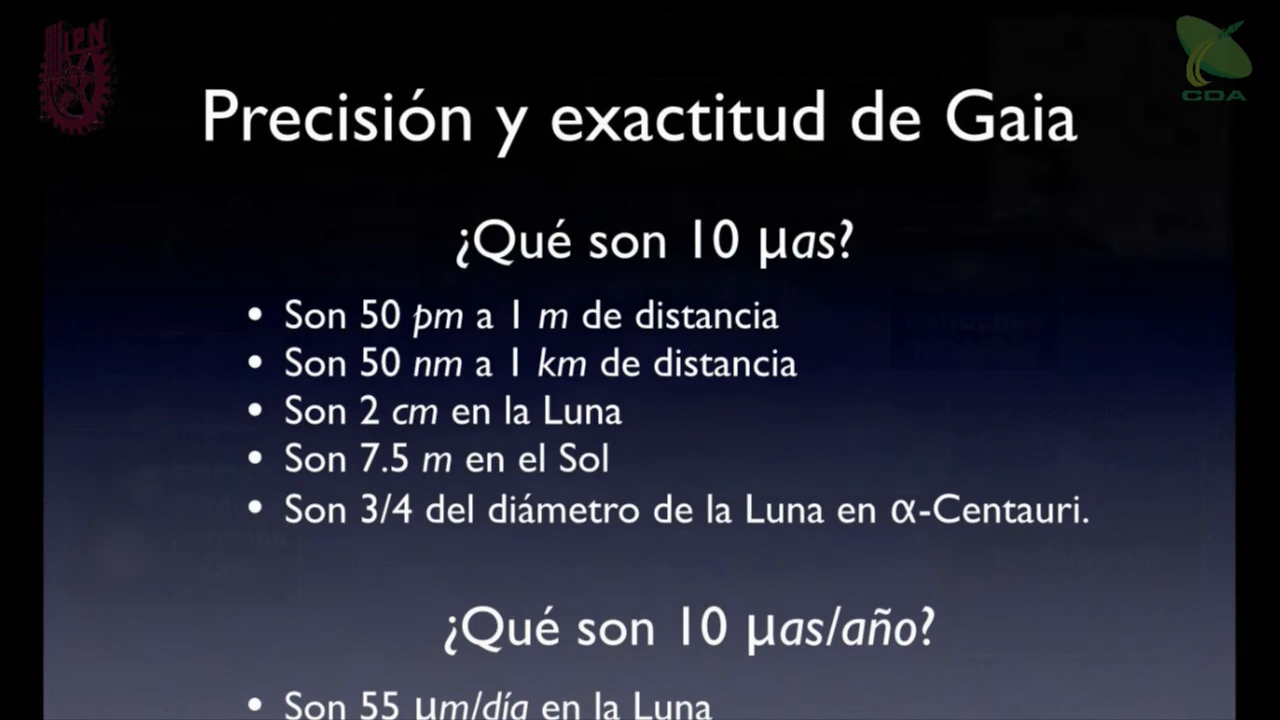 IPN
CDA
Precisión y exactitud de Gaia
¿Qué son 10 μas?
• Son 50 pm a 1 m de distancia
• Son 50 nm a 1 km de distancia
• Son 2 cm en la Luna
• Son 7.5 m en el Sol
• Son 3/4 del diámetro de la Luna en α-Centauri.
¿Qué son 10 μas/año?
• Son 55 μm/día en la Luna